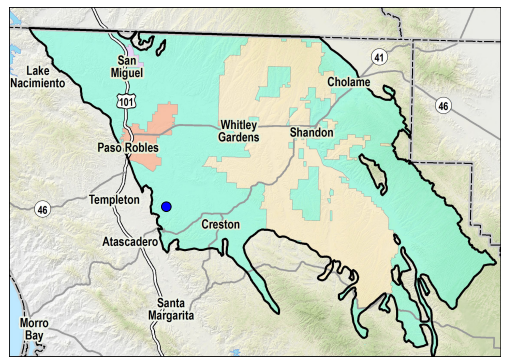 Lake
Nacimiento
San
Miguel
101
41
Cholame
46
Whitley
Gardens
Shandon
Paso Robles
Templeton
46
Creston
Atascadero
Santa
Margarita
Morro
Bay